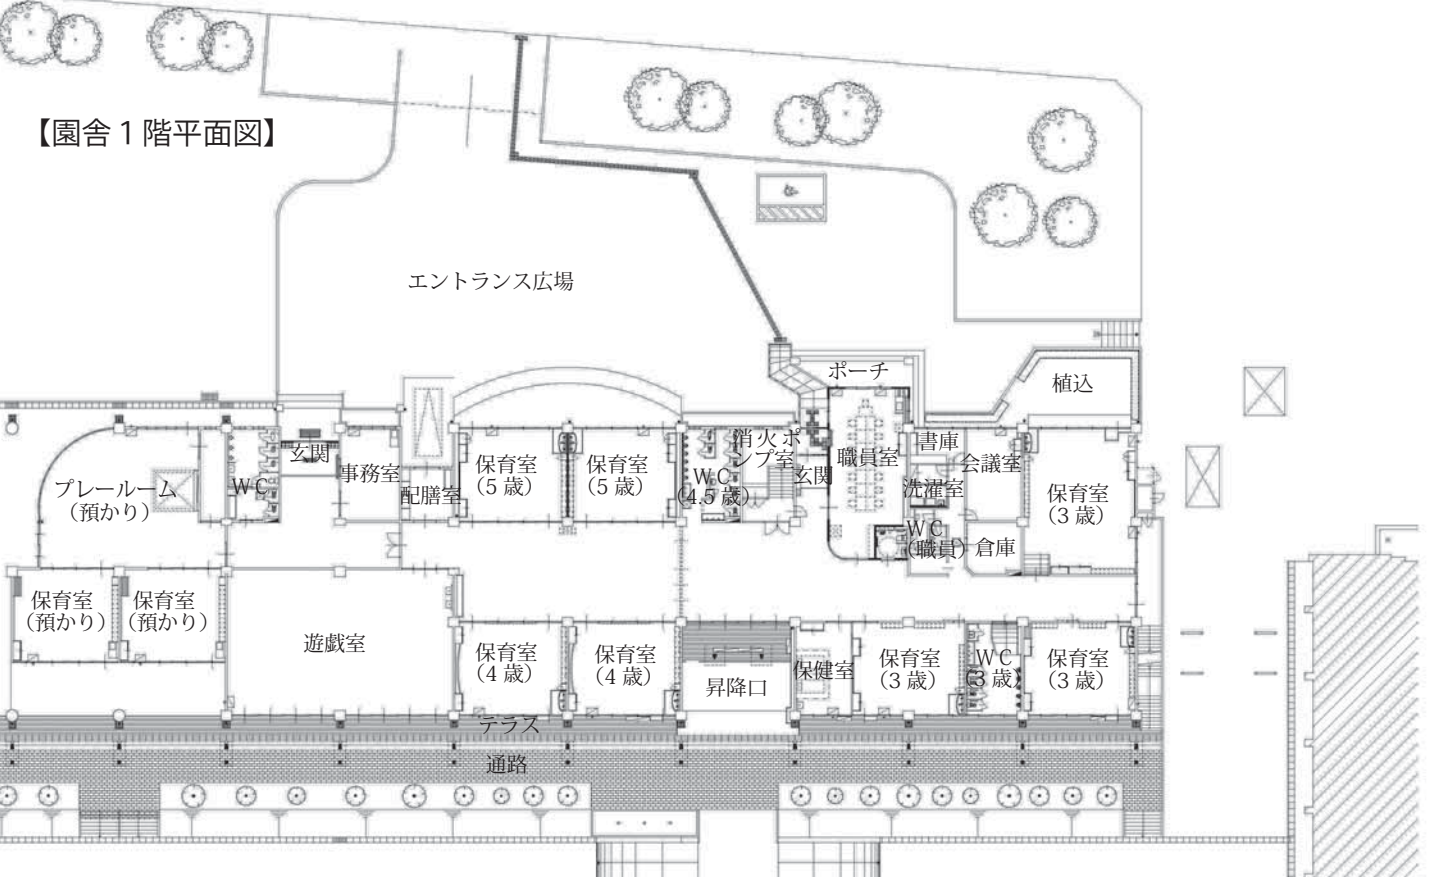 【園舎１階平面図】
エントランス広場
ポーチ
植込
玄関
事務室
配膳室
保育室
（5 歳）
保育室
（5 歳）
ＷＣ
（4.5 歳）
消火ポ
ンプ室
玄関
職員室
書庫
洗濯室
会議室
ＷＣ
（職員）
倉庫
保育室
（3 歳）
プレールーム
（預かり）
ＷＣ
保育室
（預かり）
保育室
（預かり）
遊戯室
保育室
（4 歳）
保育室
（4 歳）
昇降口
保健室
保育室
（3 歳）
ＷＣ
（3 歳）
保育室
（3 歳）
テラス
通路